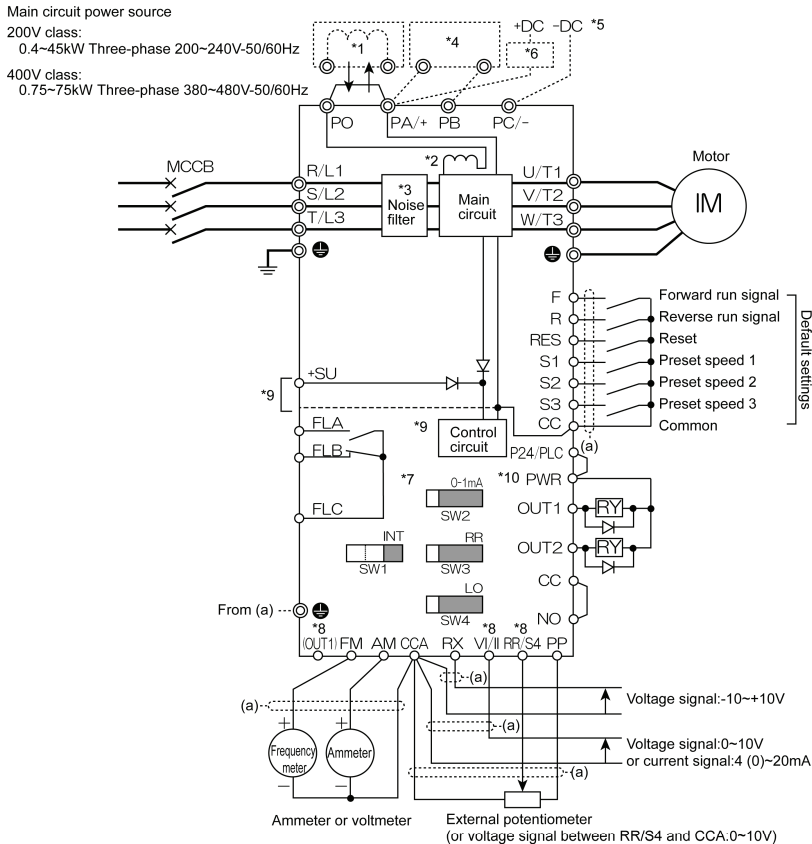 Main circuit power source
200V class:
0.4~45kW Three-phase 200~240V-50/60Hz
400V class:
0.75~75kW Three-phase 380~480V-50/60Hz
*1
*4
+DC -DC *5
*6
PO
PA/+
PB
PC/-
MCCB
R/L1
S/L2
T/L3
*3
Noise
filter
*2
Main
circuit
U/T1
V/T2
W/T3
Motor
IM
F
Forward run signal
R
Reverse run signal
RES
Reset
S1
Preset speed 1
S2
Preset speed 2
S3
Preset speed 3
CC
Common
Default settings
(a)
+SU
*9
FLA
FLB
FLC
*9
Control
circuit
P24/PLC
*10 PWR
*7
0-1mA
SW2
OUT1
RY
OUT2
RY
INT
SW1
RR
SW3
LO
SW4
CC
NO
From (a)
*8
*8
*8
(OUT1) FM AM CCA RX VI/II RR/S4 PP
(a)
(a)
(a)
(a)
Voltage signal:-10~+10V
Voltage signal:0~10V
or current signal:4 (0)~20mA
+
+
Frequency
meter
Ammeter
−
−
Ammeter or voltmeter
External potentiometer
(or voltage signal between RR/S4 and CCA:0~10V)